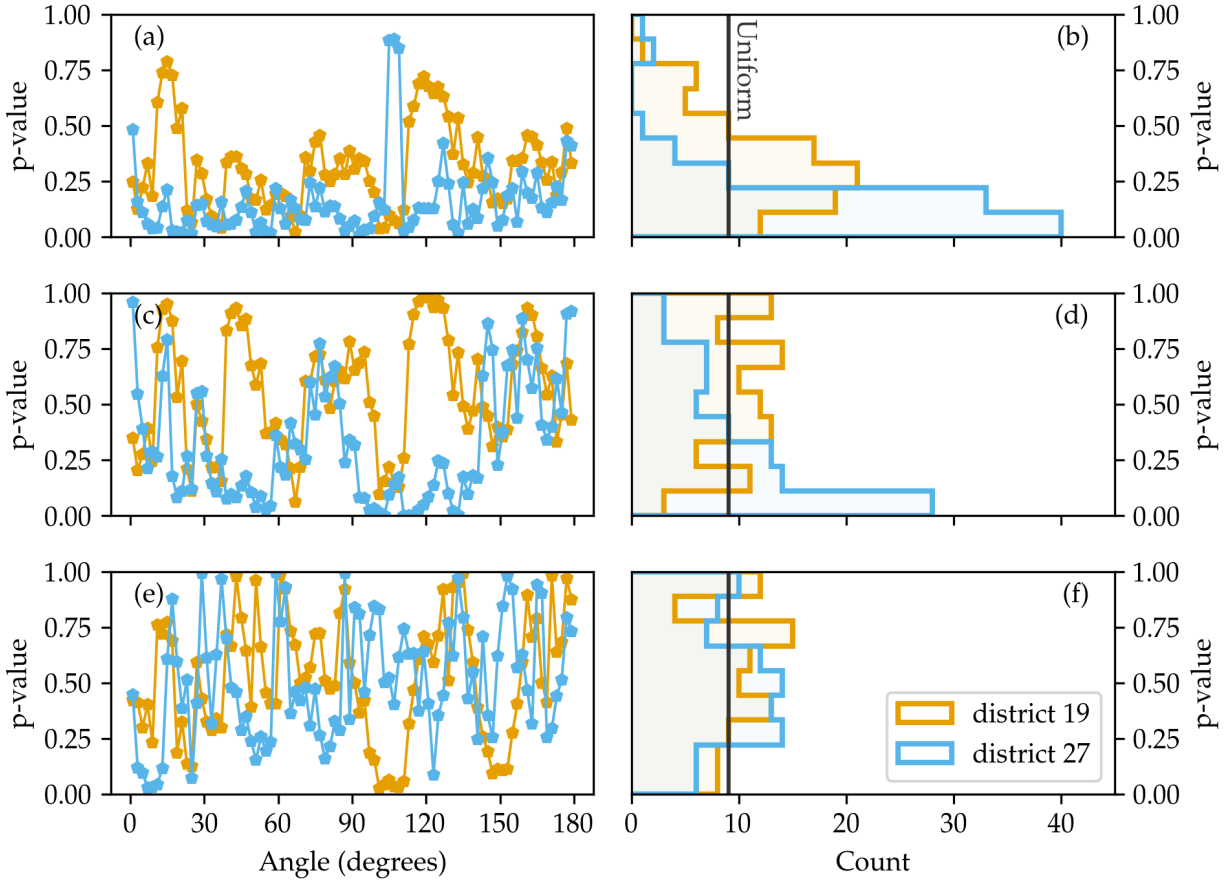 1.00
0.75
0.50
0.25
0.00
p-value
(a)
Uniform
(b)
1.00
0.75
0.50
0.25
0.00
p-value
1.00
0.75
0.50
0.25
0.00
p-value
(c)
(d)
1.00
0.75
0.50
0.25
0.00
p-value
1.00
0.75
0.50
0.25
0.00
p-value
(e)
(f)
district 19
district 27
1.00
0.75
0.50
0.25
0.00
p-value
0 30 60 90 120 150 180
Angle (degrees)
0 10 20 30 40
Count